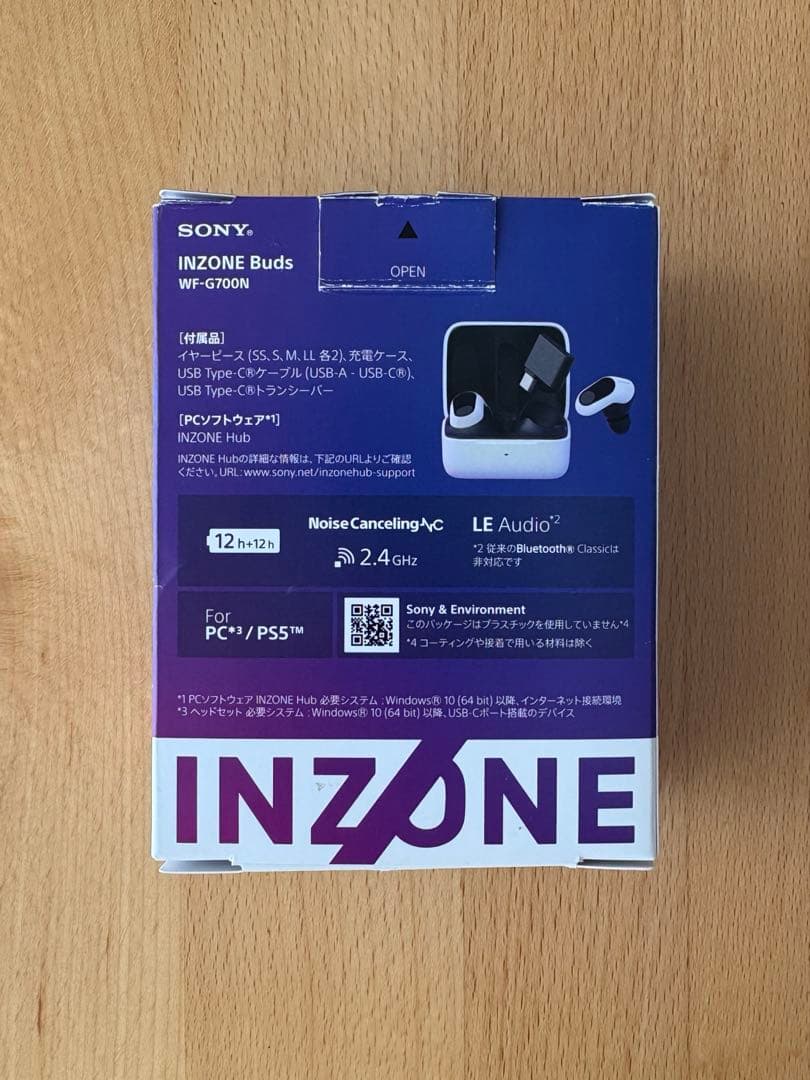 SONY®
▲
OPEN
INZONE Buds
WF-G700N
[付属品]
イヤーピース (SS、S、M、LL 各2)、充電ケース、
USB Type-C®ケーブル (USB-A - USB-C®)、
USB Type-C®トランシーバー
[PCソフトウェア*1]
INZONE Hub
INZONE Hubの詳細な情報は、下記のURLよりご確認
ください。URL: www.sony.net/inzonehub-support
12 h+12 h
Noise Canceling NC
2.4 GHz
LE Audio*2
*2 従来のBluetooth® Classicは
非対応です
For
PC*3 / PS5™
Sony & Environment
このパッケージはプラスチックを使用していません*4
*4 コーティングや接着で用いる材料は除く
*1 PCソフトウェア INZONE Hub 必要システム : Windows® 10 (64 bit) 以降、インターネット接続環境
*3 ヘッドセット 必要システム : Windows® 10 (64 bit) 以降、USB-Cポート搭載のデバイス
INZONE